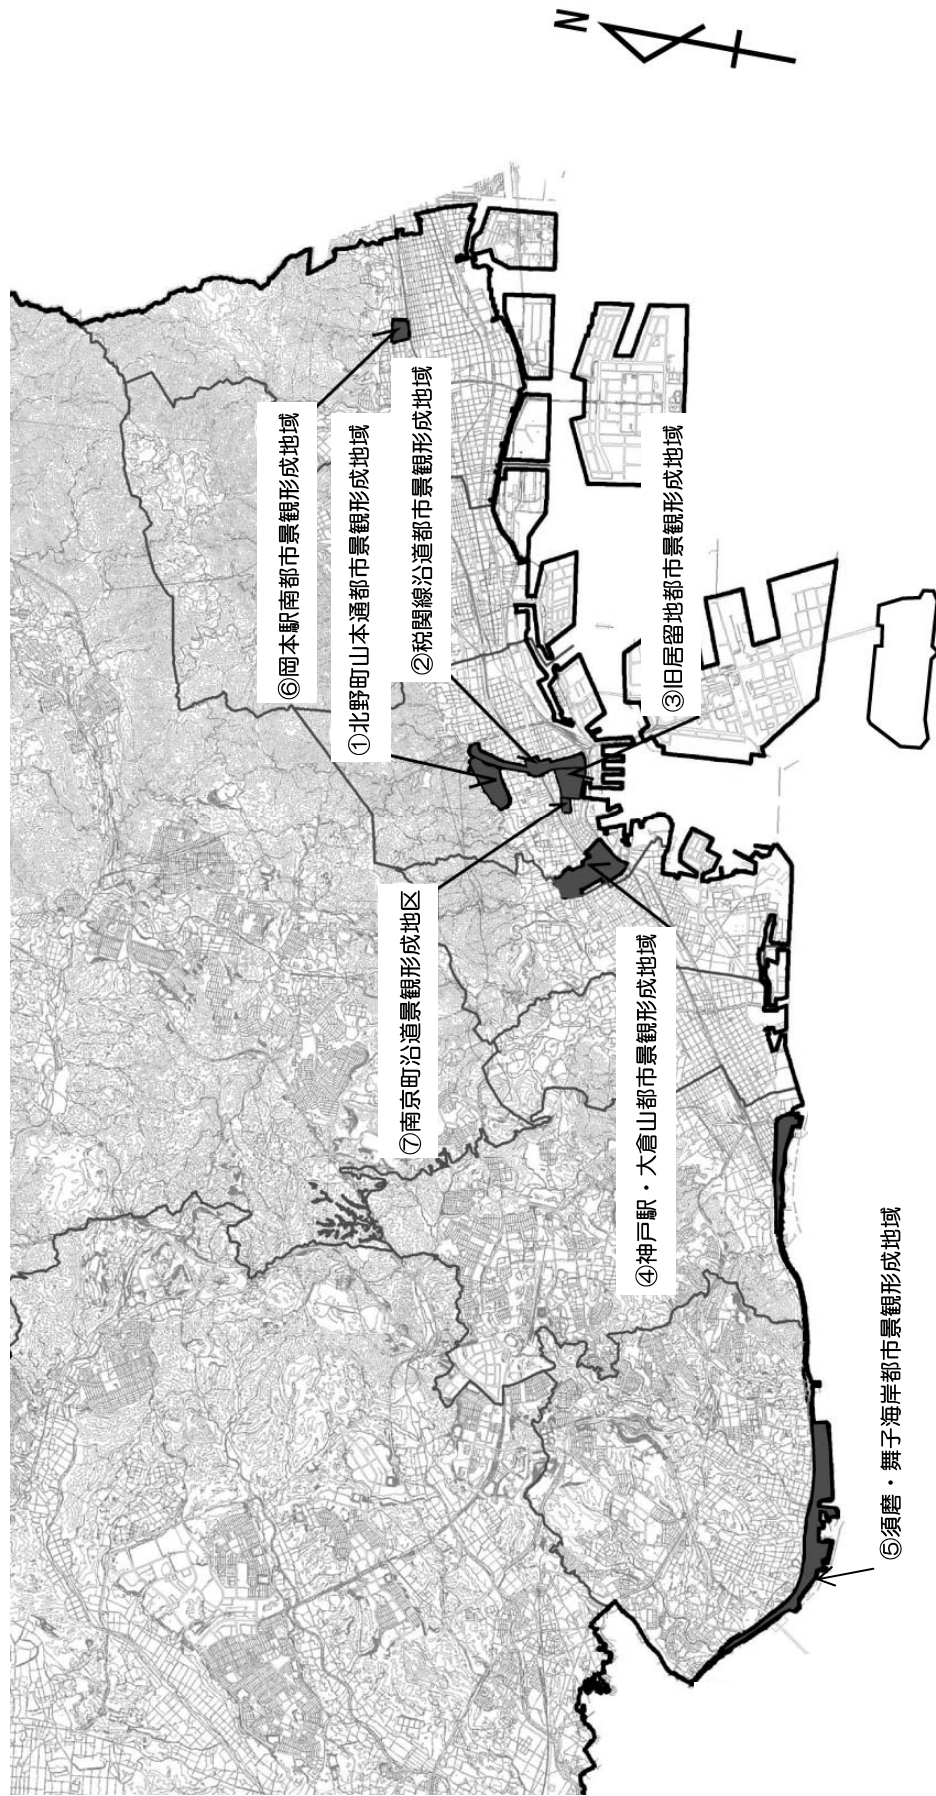 N
⑥岡本駅南都市景観形成地域
①北野町山本通都市景観形成地域
②税関線沿道都市景観形成地域
③旧居留地都市景観形成地域
⑦南京町沿道景観形成地区
④神戸駅・大倉山都市景観形成地域
⑤須磨・舞子海岸都市景観形成地域